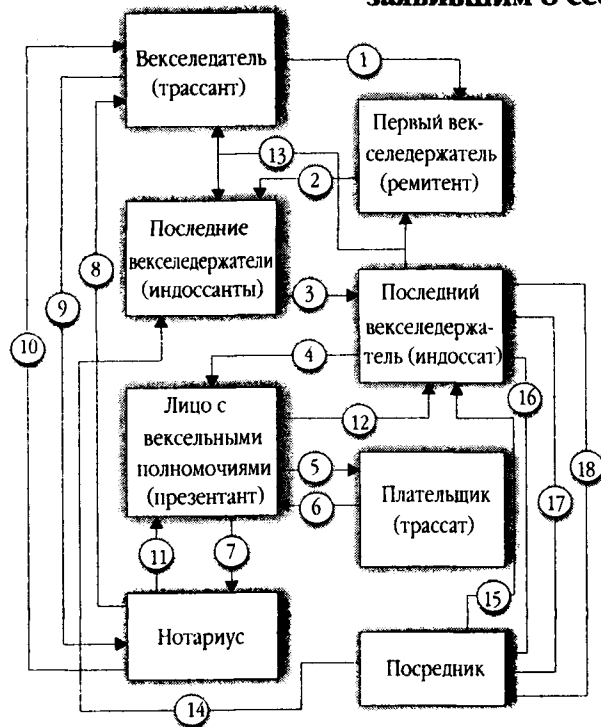 заявившим о
Векселедатель
(трассант)
1
Первый век-
селедержатель
(ремитент)
13
2
Последние
векселедержатели
(индоссанты)
8
9
10
3
Последний
векселедержа-
тель (индоссат)
4
16
Лицо с
вексельными
полномочиями
(презентант)
12
5
6
Плательщик
(трассат)
17
18
11
7
15
Нотариус
Посредник
14